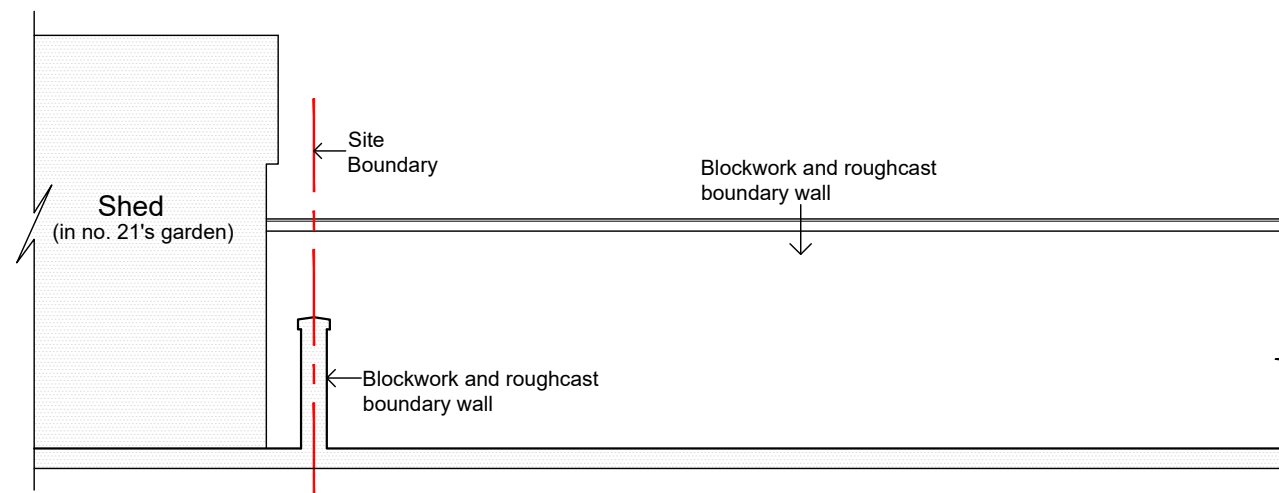 Site
Boundary
Blockwork and roughcast
boundary wall
Shed
(in no. 21's garden)
Blockwork and roughcast
boundary wall